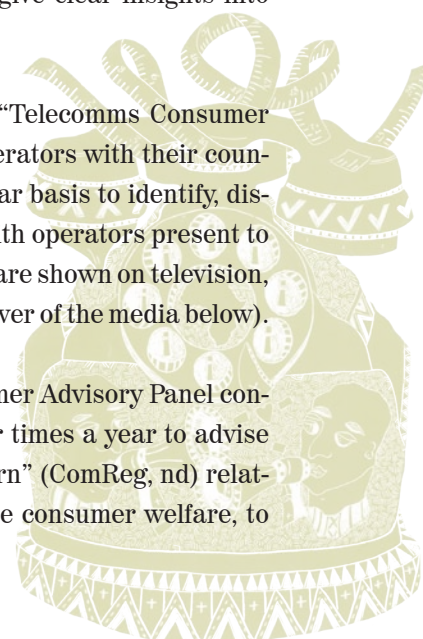 give clear insights into
“Telecomms Consumer
erators with their coun-
ar basis to identify, dis-
th operators present to
are shown on television,
ver of the media below).
ner Advisory Panel con-
r times a year to advise
rn” (ComReg, nd) relat-
e consumer welfare, to